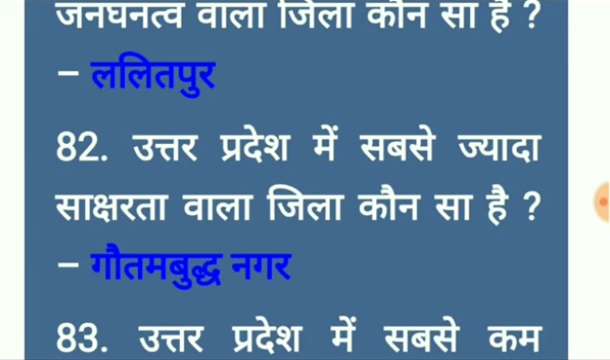 जनघनत्व वाला जिला कौन सा है ?
– ललितपुर
82. उत्तर प्रदेश में सबसे ज्यादा
साक्षरता वाला जिला कौन सा है ?
– गौतमबुद्ध नगर
83. उत्तर प्रदेश में सबसे कम